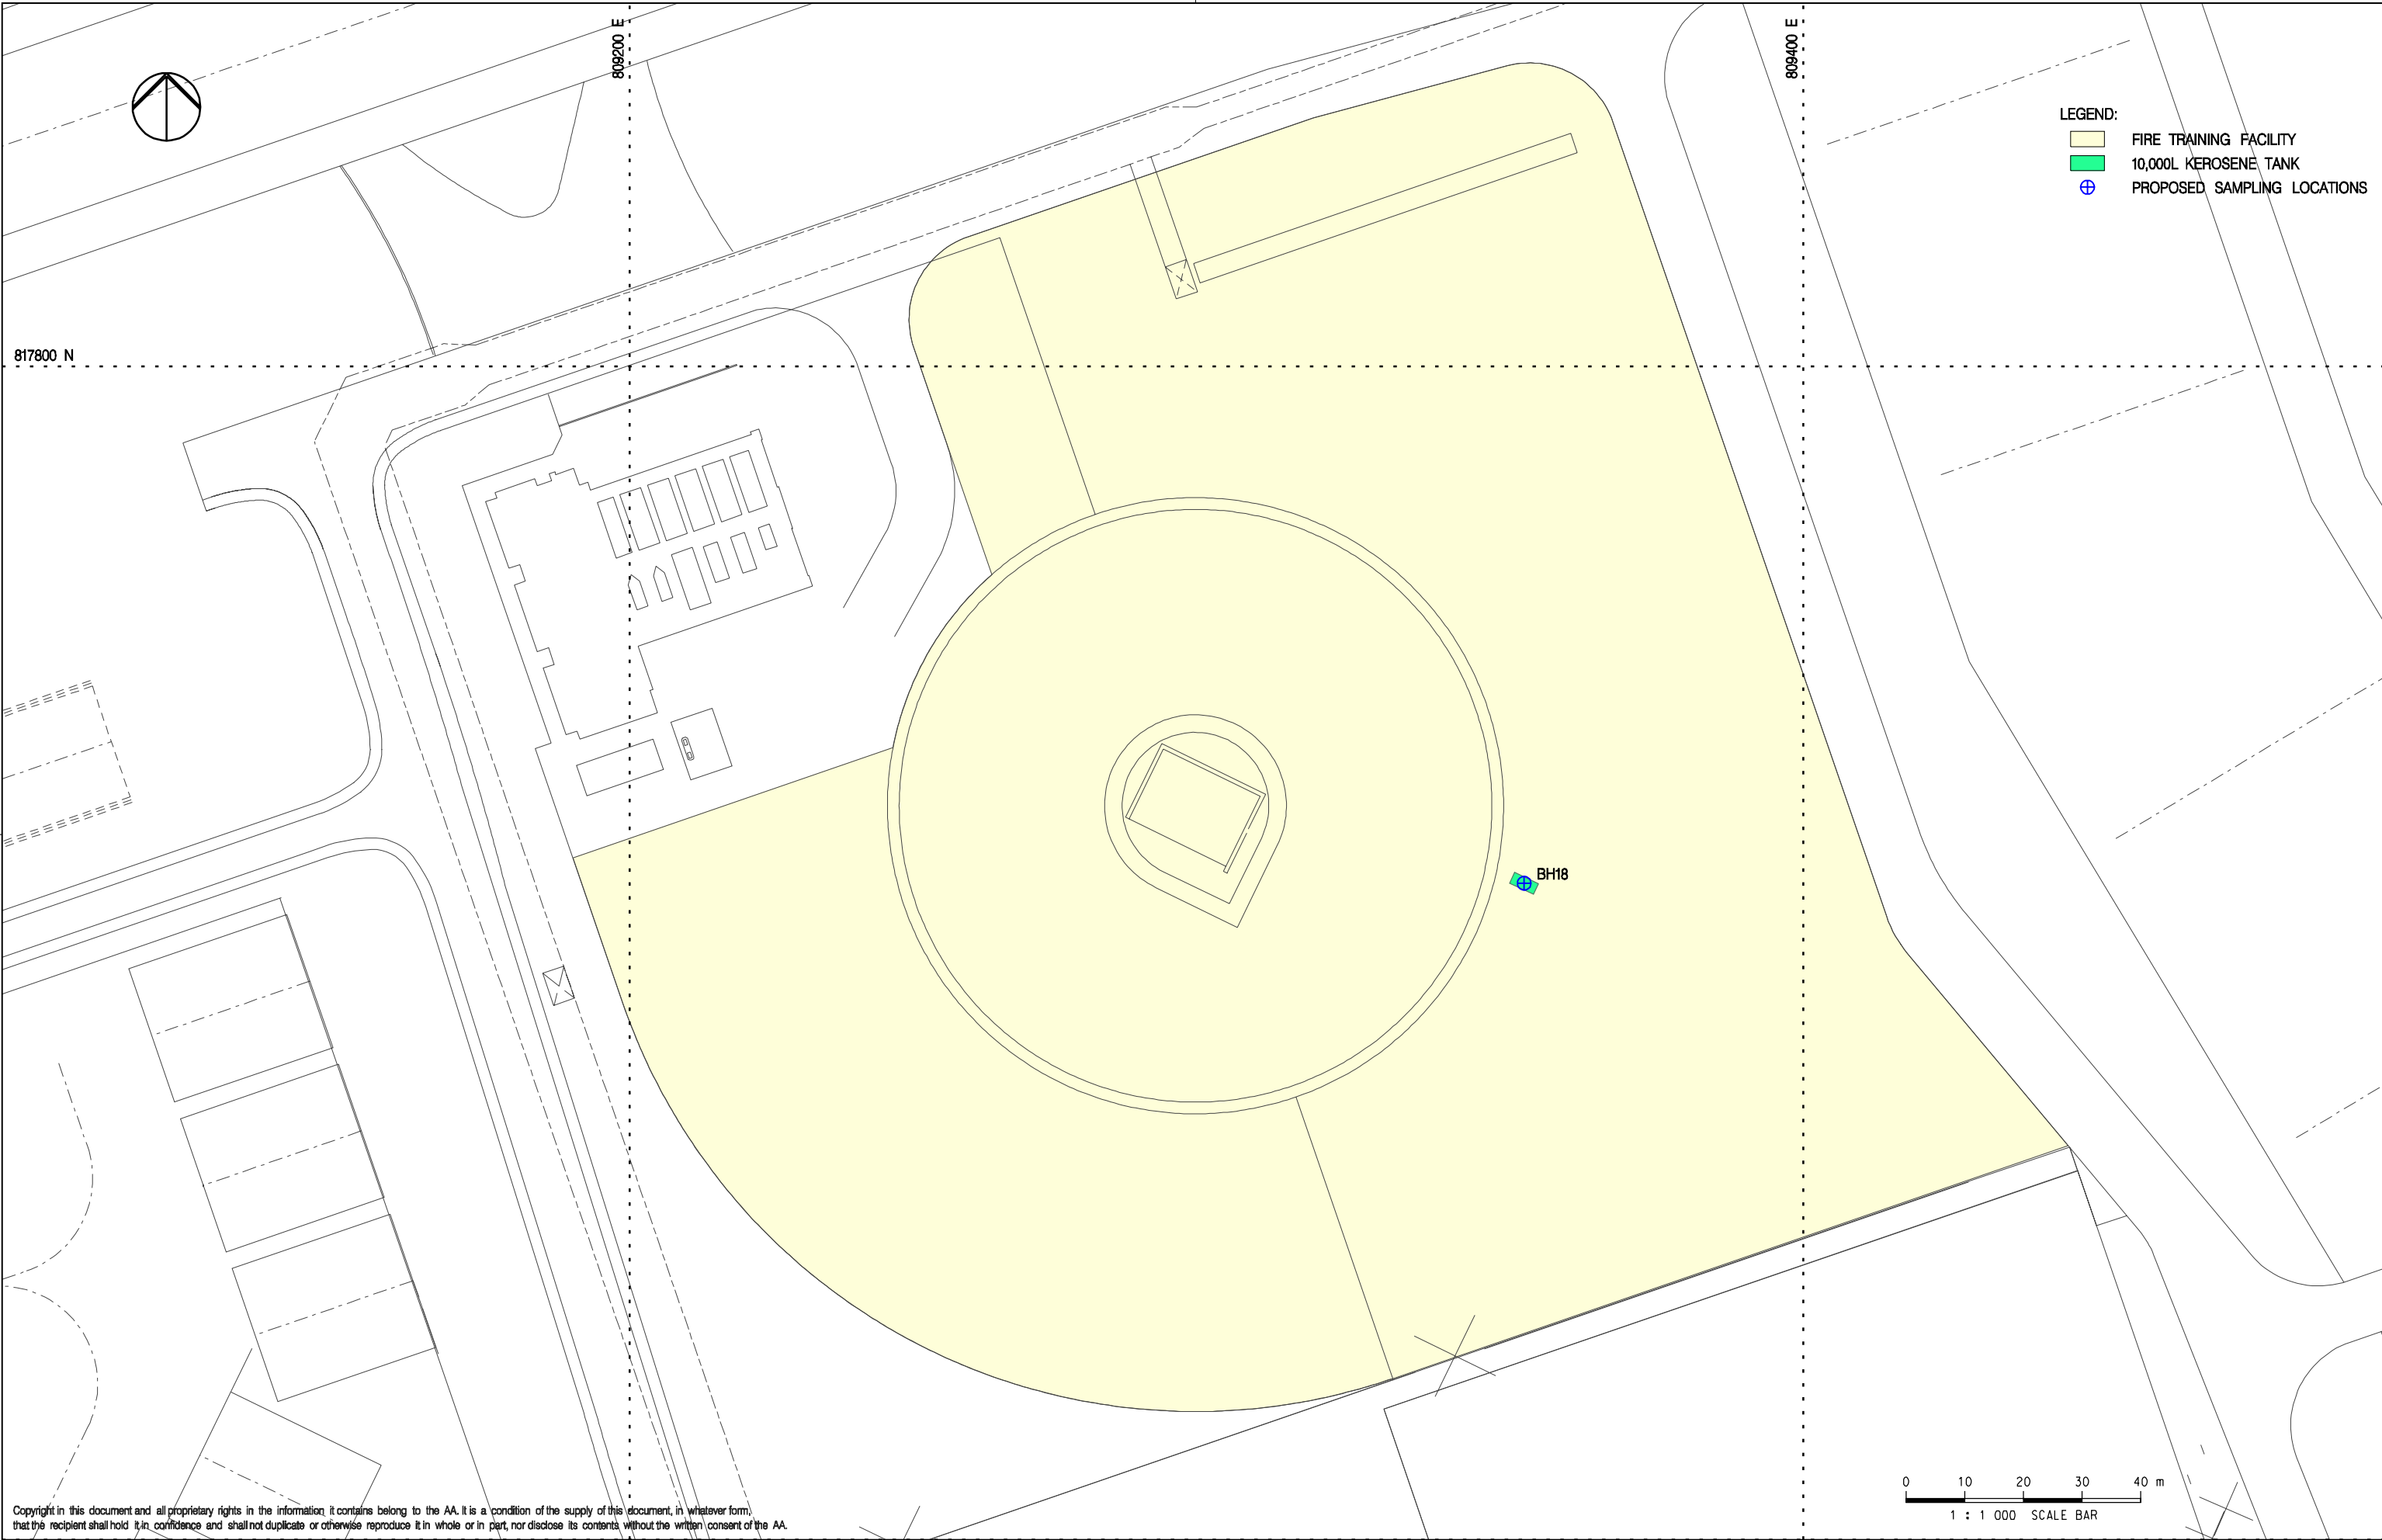 809200 E
809400 E
LEGEND:
FIRE TRAINING FACILITY
10,000L KEROSENE TANK
PROPOSED SAMPLING LOCATIONS
817800 N
BH18
0 10 20 30 40 m
1 : 1 000 SCALE BAR
Copyright in this document and all proprietary rights in the information it contains belong to the AA. It is a condition of the supply of this document, in whatever form,
that the recipient shall hold it in confidence and shall not duplicate or otherwise reproduce it in whole or in part, nor disclose its contents without the written consent of the AA.